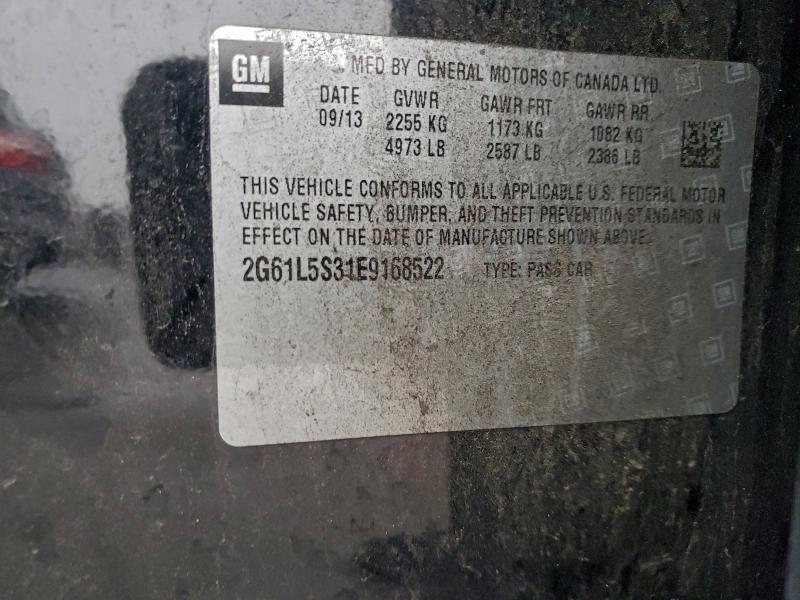 GM
MFD BY GENERAL MOTORS OF CANADA LTD.
DATE GVWR GAWR FRT GAWR RR
09/13 2255 KG 1173 KG 1082 KG
4973 LB 2587 LB 2386 LB
THIS VEHICLE CONFORMS TO ALL APPLICABLE U.S. FEDERAL MOTOR
VEHICLE SAFETY, BUMPER, AND THEFT PREVENTION STANDARDS IN
EFFECT ON THE DATE OF MANUFACTURE SHOWN ABOVE.
2G61L5S31E9168522 TYPE: PASS CAR